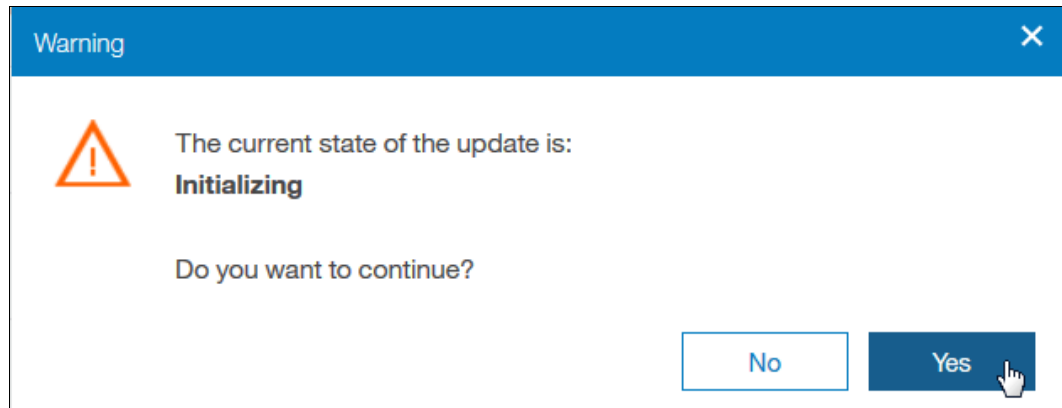 Warning
The current state of the update is:
Initializing
Do you want to continue?
No
Yes